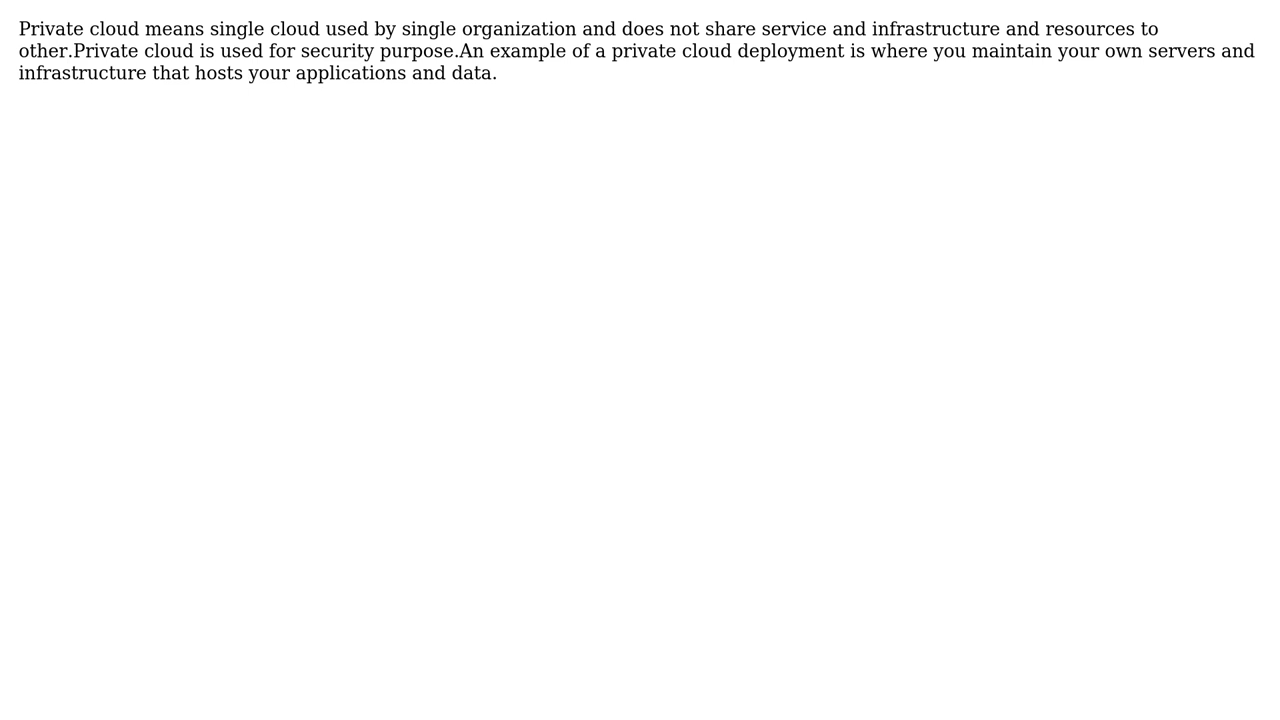 Private cloud means single cloud used by single organization and does not share service and infrastructure and resources to
other.Private cloud is used for security purpose.An example of a private cloud deployment is where you maintain your own servers and
infrastructure that hosts your applications and data.